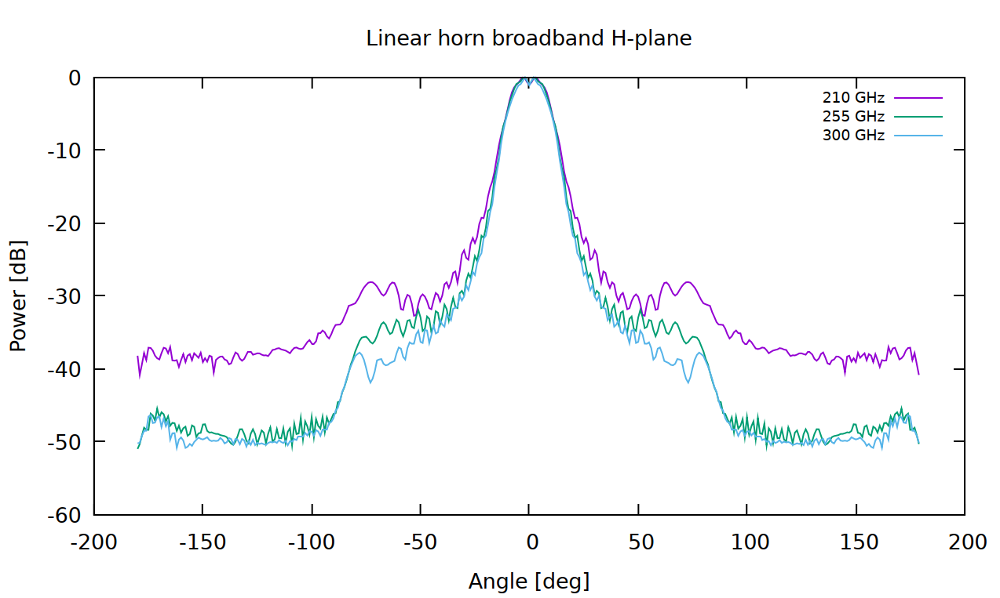 Linear horn broadband H-plane
0
-10
-20
-30
-40
-50
-60
Power [dB]
210 GHz
255 GHz
300 GHz
-200
-150
-100
-50
0
50
100
150
200
Angle [deg]